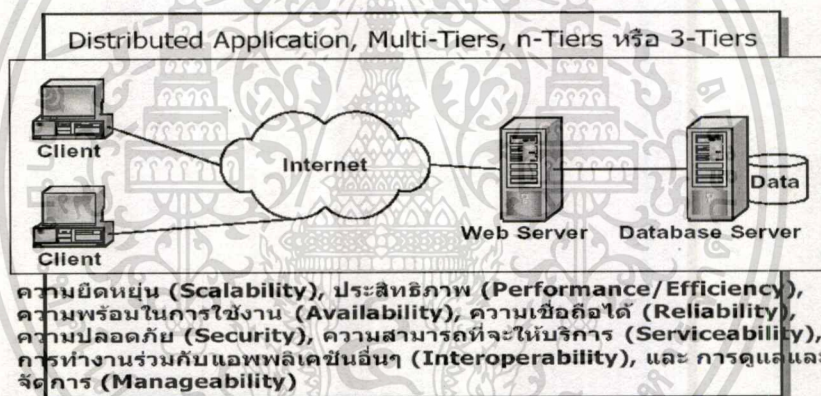 Distributed Application, Multi-Tiers, n-Tiers หรือ 3-Tiers
Client
Internet
Client
Web Server
Database Server
Data
ความยืดหยุ่น (Scalability), ประสิทธิภาพ (Performance/Efficiency),
ความพร้อมในการใช้งาน (Availability), ความเชื่อถือได้ (Reliability),
ความปลอดภัย (Security), ความสามารถที่จะให้บริการ (Serviceability),
การทำงานร่วมกับแอพพลิเคชันอื่นๆ (Interoperability), และ การดูแลและ
จัดการ (Manageability)